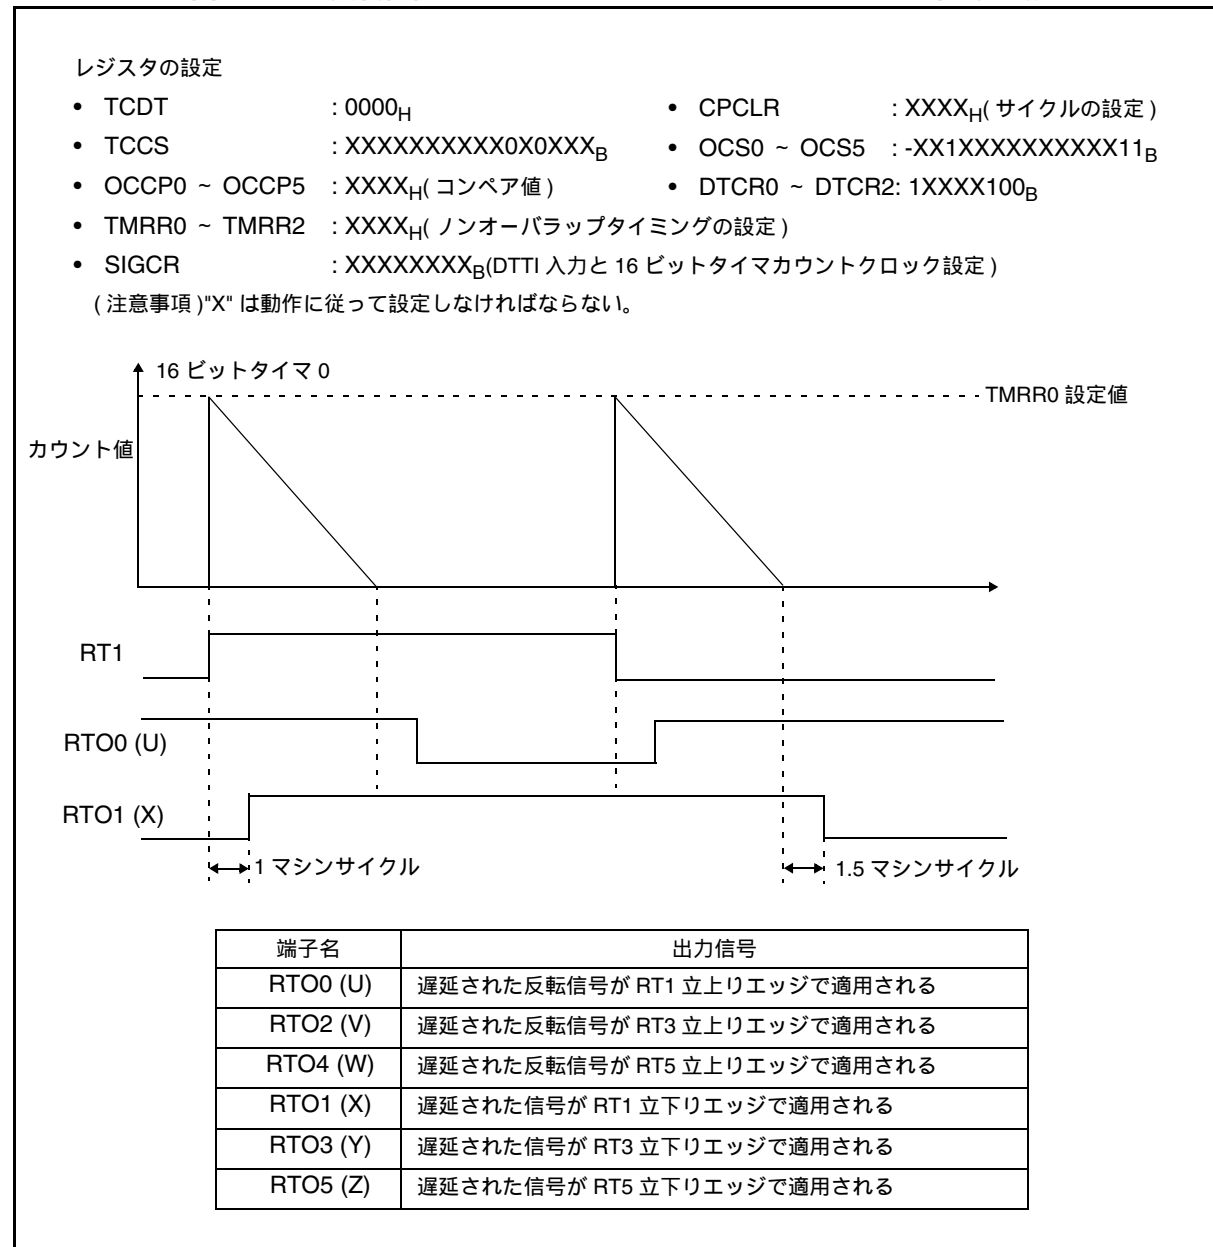 レジスタの設定
• TCDT : 0000H • CPCLR : XXXXH( サイクルの設定 )
• TCCS : XXXXXXXXXX0X0XXXB • OCS0 ~ OCS5 : -XX1XXXXXXXXXX11B
• OCCP0 ~ OCCP5 : XXXXH( コンペア値 ) • DTCR0 ~ DTCR2: 1XXXX100B
• TMRR0 ~ TMRR2 : XXXXH( ノンオーバラップタイミングの設定 )
• SIGCR : XXXXXXXXB(DTTI 入力と 16 ビットタイマカウントクロック設定 )
( 注意事項 )"X" は動作に従って設定しなければならない。
16 ビットタイマ 0
TMRR0 設定値
カウント値
RT1
RTO0 (U)
RTO1 (X)
1 マシンサイクル 1.5 マシンサイクル
端子名 出力信号
RTO0 (U) 遅延された反転信号が RT1 立上りエッジで適用される
RTO2 (V) 遅延された反転信号が RT3 立上りエッジで適用される
RTO4 (W) 遅延された反転信号が RT5 立上りエッジで適用される
RTO1 (X) 遅延された信号が RT1 立下りエッジで適用される
RTO3 (Y) 遅延された信号が RT3 立下りエッジで適用される
RTO5 (Z) 遅延された信号が RT5 立下りエッジで適用される